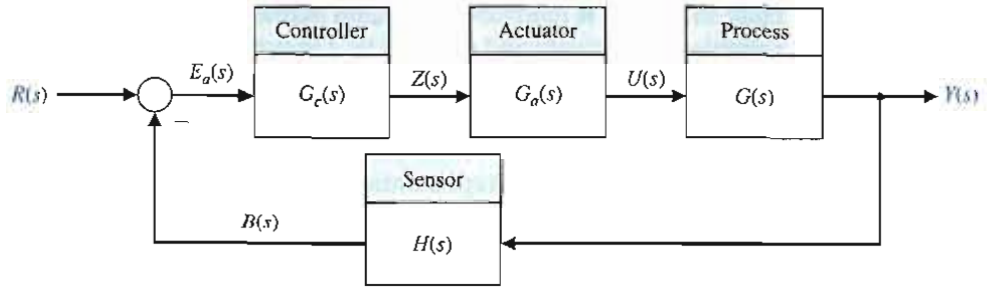 Controller
Actuator
Process
R(s)
E_a(s)
G_c(s)
Z(s)
G_a(s)
U(s)
G(s)
Y(s)
−
Sensor
B(s)
H(s)